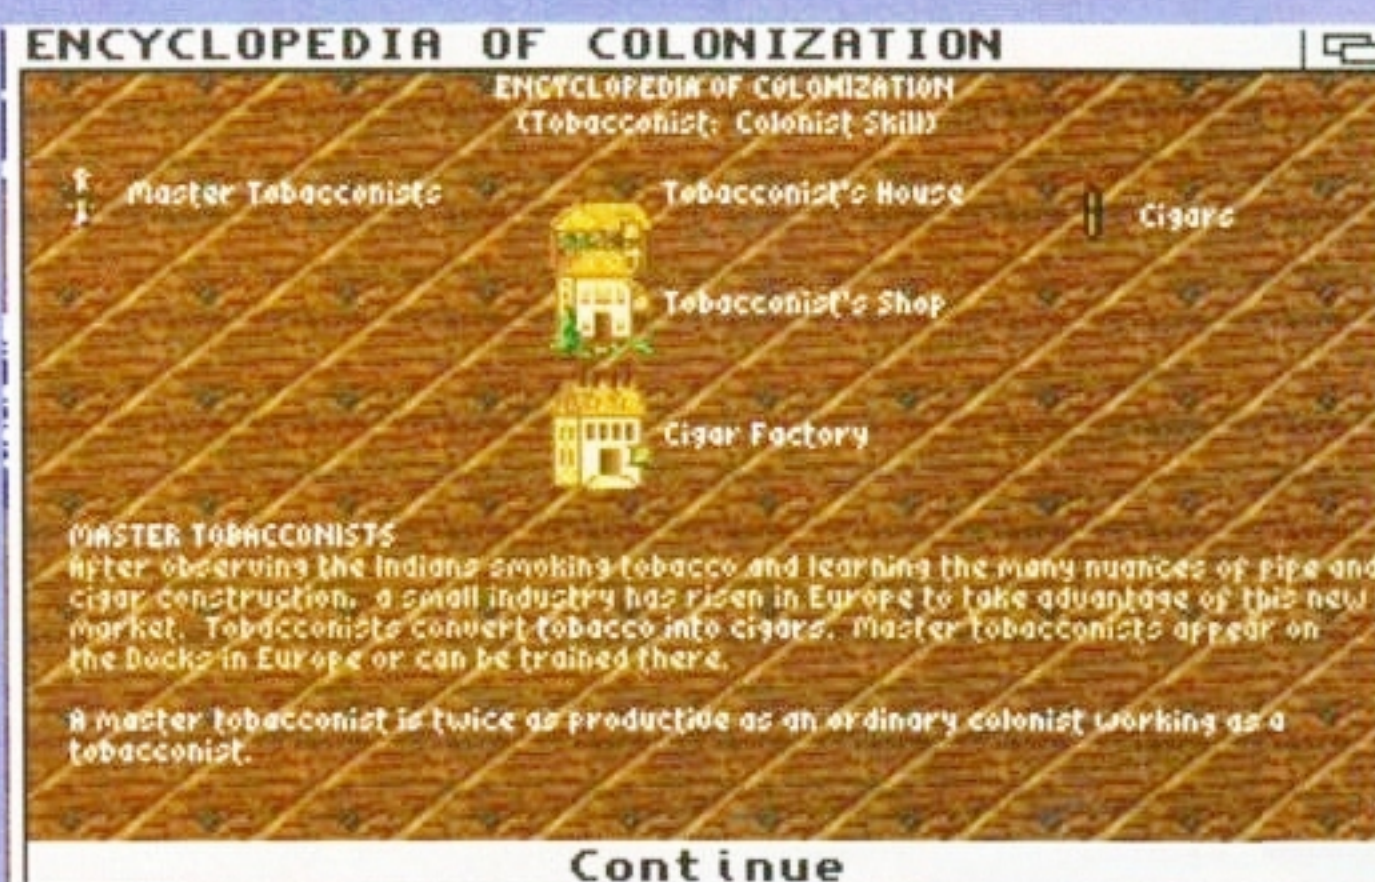 ENCYCLOPEDIA OF COLONIZATION
ENCYCLOPEDIA OF COLONIZATION
(Tobacconist: Colonist Skill)
Master Tobacconists
Tobacconist's House
Cigars
Tobacconist's Shop
Cigar Factory
MASTER TOBACCONISTS
After observing the Indians smoking tobacco and learning the many nuances of pipe and
cigar construction, a small industry has risen in Europe to take advantage of this new
market. Tobacconists convert tobacco into cigars. Master tobacconists appear on
the Docks in Europe or can be trained there.
A master tobacconist is twice as productive as an ordinary colonist working as a
tobacconist.
Continue